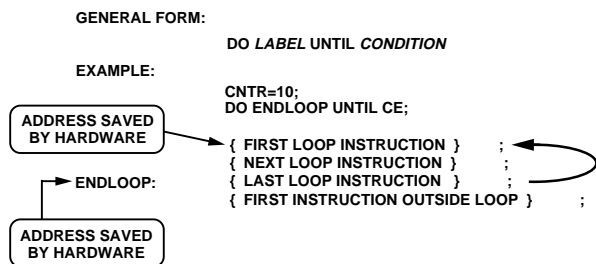 GENERAL FORM:
DO LABEL UNTIL CONDITION
EXAMPLE:
CNTR=10;
DO ENDLOOP UNTIL CE;
ADDRESS SAVED
BY HARDWARE
{ FIRST LOOP INSTRUCTION } ;
{ NEXT LOOP INSTRUCTION } ;
ENDLOOP: { LAST LOOP INSTRUCTION } ;
{ FIRST INSTRUCTION OUTSIDE LOOP } ;
ADDRESS SAVED
BY HARDWARE